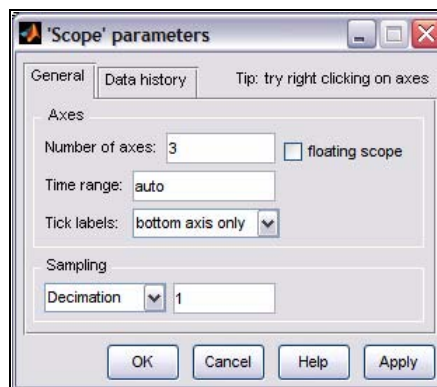 'Scope' parameters
General Data history Tip: try right clicking on axes
Axes
Number of axes: 3 floating scope
Time range: auto
Tick labels: bottom axis only
Sampling
Decimation 1
OK Cancel Help Apply